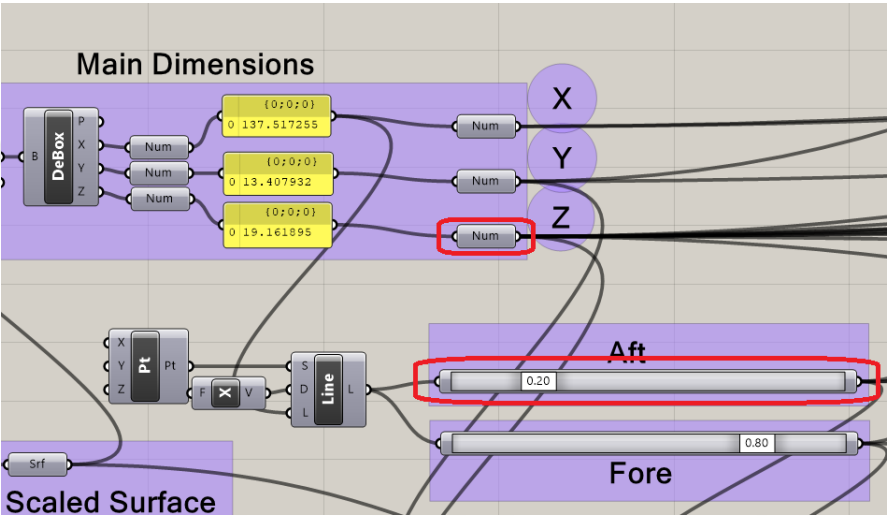 Main Dimensions
B
DeBox
P
X
Y
Z
Num
Num
Num
{0;0;0}
0 137.517255
{0;0;0}
0 13.407932
{0;0;0}
0 19.161895
Num
Num
Num
X
Y
Z
X
Y
Z
Pt
Pt
F
X
V
S
D
L
Line
L
Aft
0.20
0.80
Fore
Srf
Scaled Surface